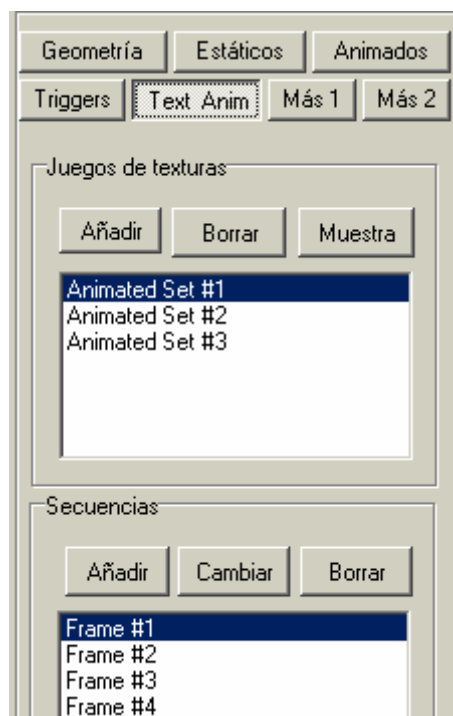 Geometría Estáticos Animados
Triggers Text Anim Más 1 Más 2
Juegos de texturas
Añadir Borrar Muestra
Animated Set #1
Animated Set #2
Animated Set #3
Secuencias
Añadir Cambiar Borrar
Frame #1
Frame #2
Frame #3
Frame #4